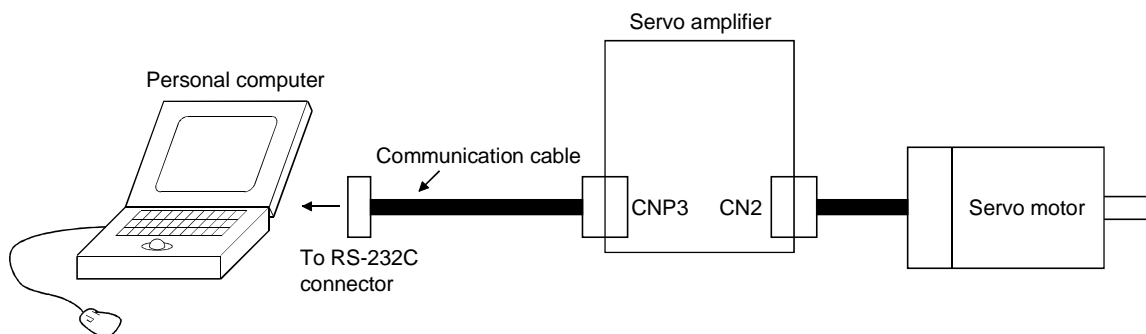 Servo amplifier
Personal computer
Communication cable
CNP3
CN2
Servo motor
To RS-232C
connector